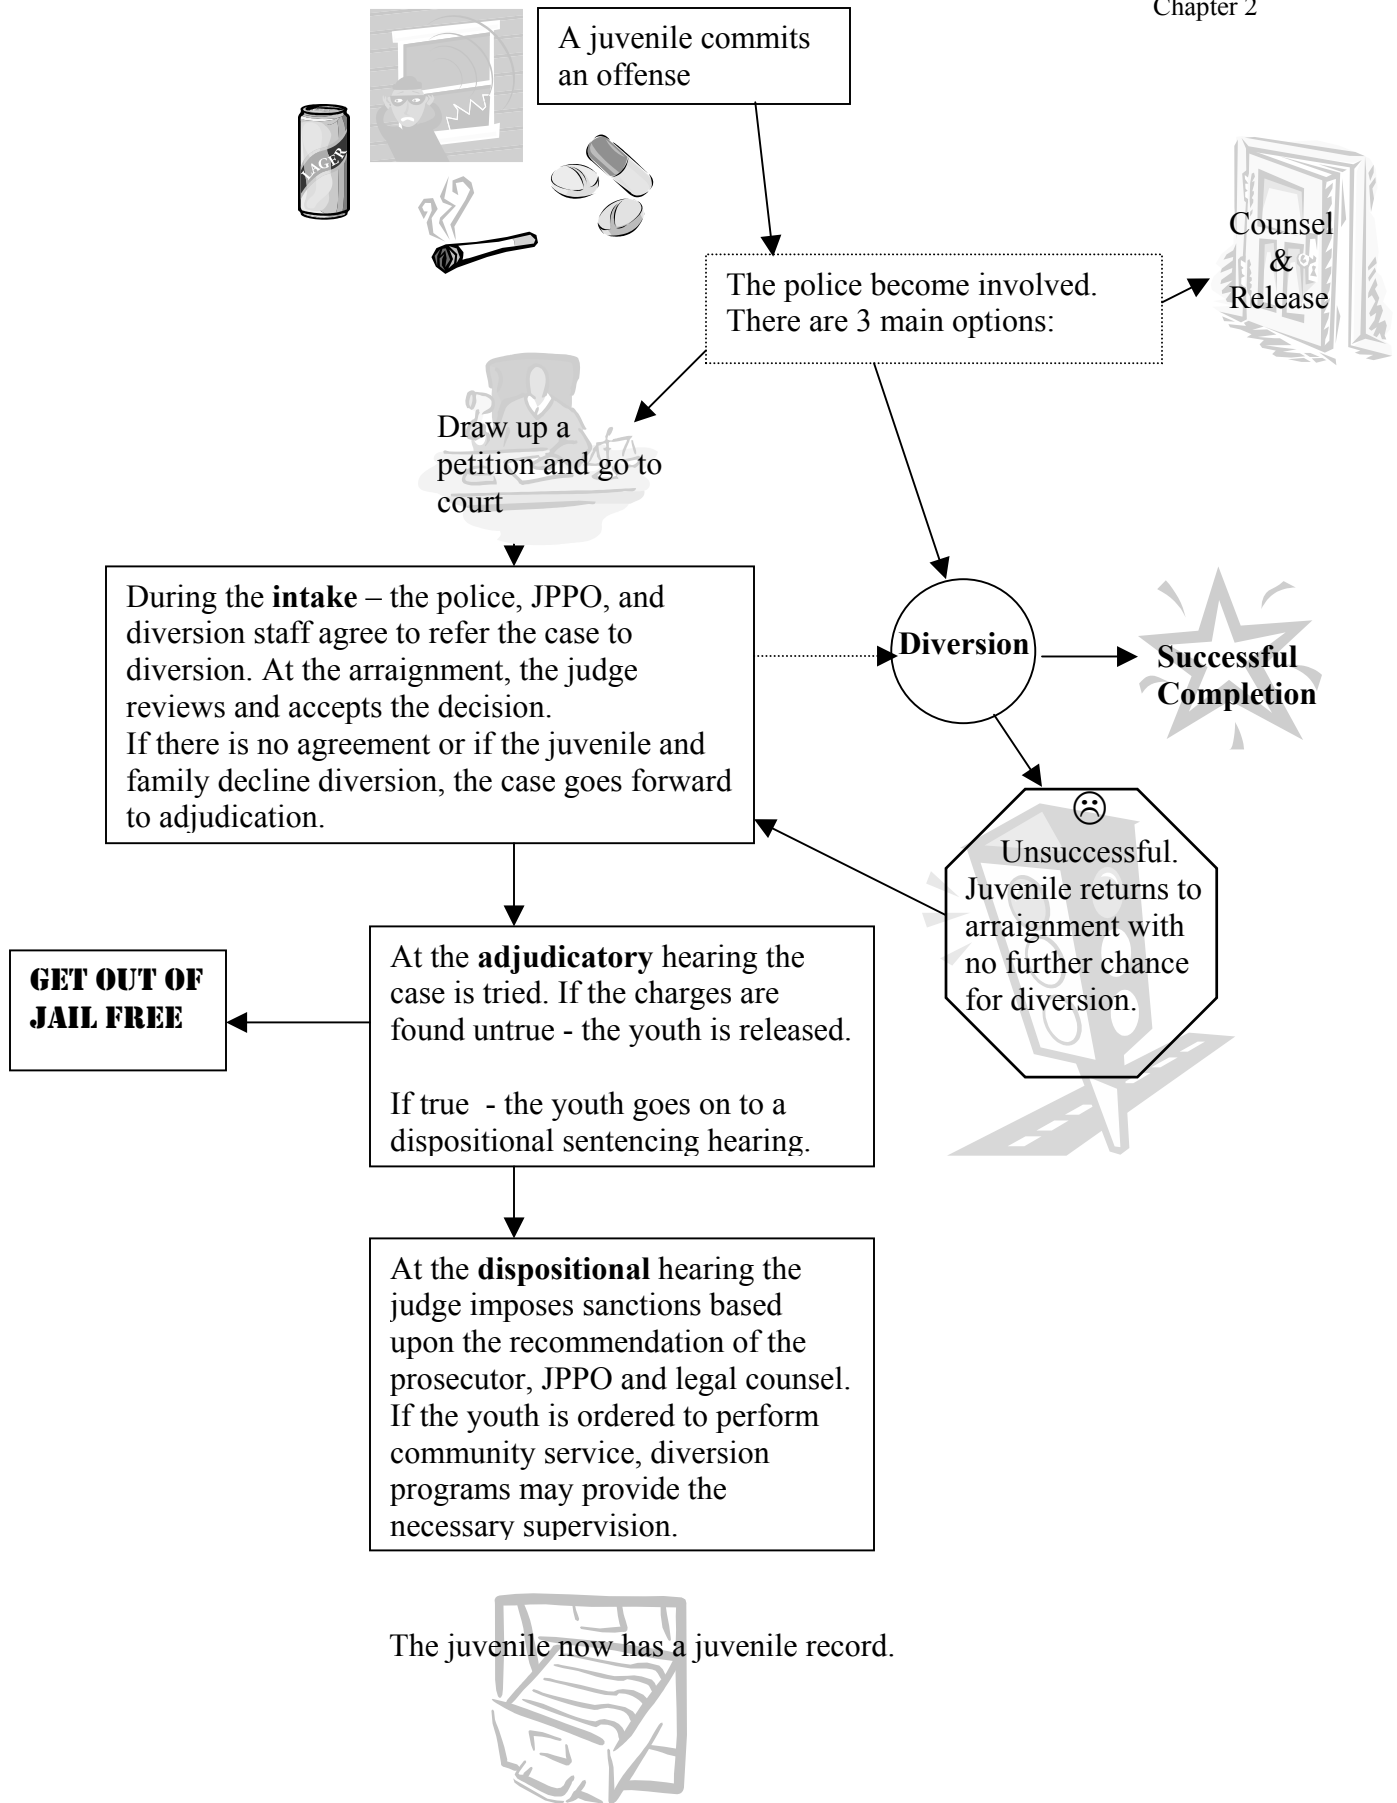 Chapter 2
A juvenile commits
an offense
LAGER
The police become involved.
There are 3 main options:
Counsel
&
Release
Draw up a
petition and go to
court
During the intake – the police, JPPO, and
diversion staff agree to refer the case to
diversion. At the arraignment, the judge
reviews and accepts the decision.
If there is no agreement or if the juvenile and
family decline diversion, the case goes forward
to adjudication.
Diversion
Successful
Completion
☹
Unsuccessful.
Juvenile returns to
arraignment with
no further chance
for diversion.
GET OUT OF
JAIL FREE
At the adjudicatory hearing the
case is tried. If the charges are
found untrue - the youth is released.
If true  - the youth goes on to a
dispositional sentencing hearing.
At the dispositional hearing the
judge imposes sanctions based
upon the recommendation of the
prosecutor, JPPO and legal counsel.
If the youth is ordered to perform
community service, diversion
programs may provide the
necessary supervision.
The juvenile now has a juvenile record.